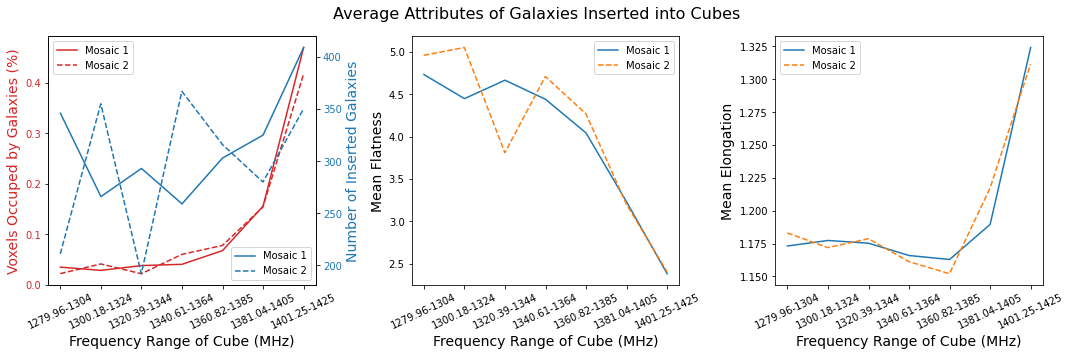 Average Attributes of Galaxies Inserted into Cubes
Voxels Occupied by Galaxies (%)
0.4
0.3
0.2
0.1
0.0
Mosaic 1
Mosaic 2
Mosaic 1
Mosaic 2
400
350
300
250
200
Number of Inserted Galaxies
1279.96-1304
1300.18-1324
1320.39-1344
1340.61-1364
1360.82-1385
1381.04-1405
1401.25-1425
Frequency Range of Cube (MHz)
Mean Flatness
5.0
4.5
4.0
3.5
3.0
2.5
Mosaic 1
Mosaic 2
1279.96-1304
1300.18-1324
1320.39-1344
1340.61-1364
1360.82-1385
1381.04-1405
1401.25-1425
Frequency Range of Cube (MHz)
Mean Elongation
1.325
1.300
1.275
1.250
1.225
1.200
1.175
1.150
Mosaic 1
Mosaic 2
1279.96-1304
1300.18-1324
1320.39-1344
1340.61-1364
1360.82-1385
1381.04-1405
1401.25-1425
Frequency Range of Cube (MHz)